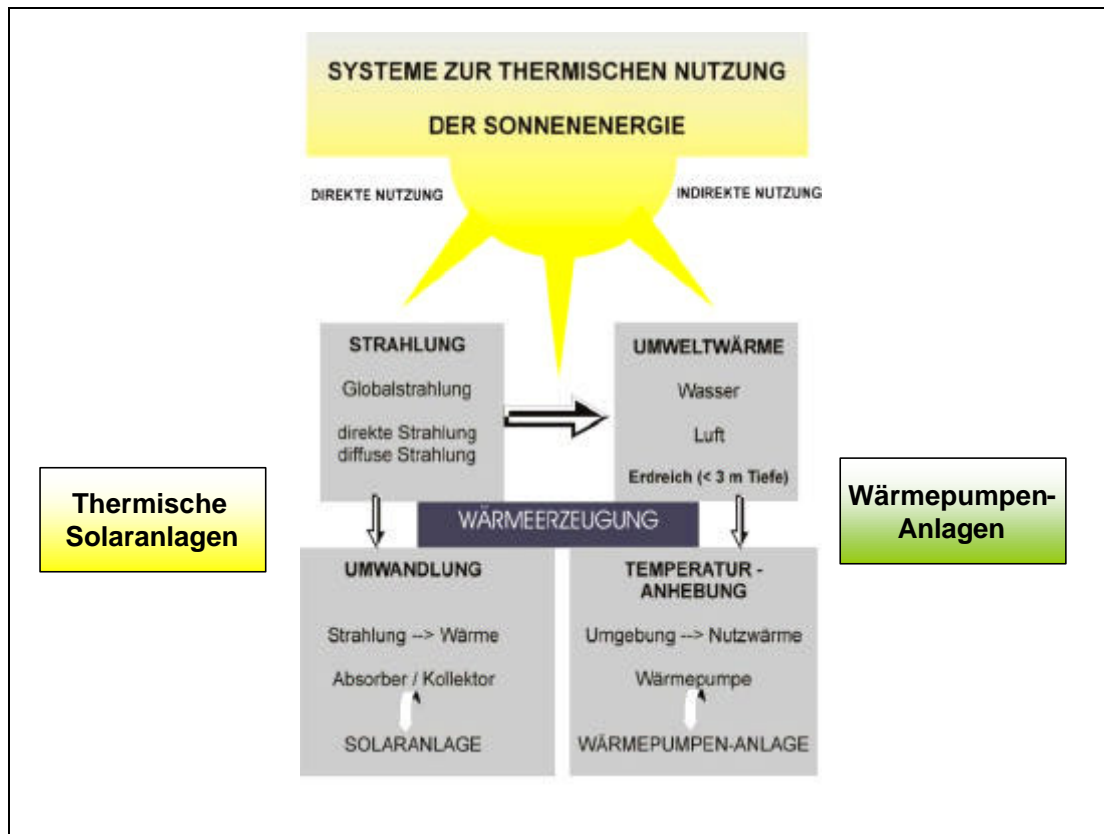 SYSTEME ZUR THERMISCHEN NUTZUNG
DER SONNENENERGIE
DIREKTE NUTZUNG
INDIREKTE NUTZUNG
STRAHLUNG
Globalstrahlung
direkte Strahlung
diffuse Strahlung
UMWELTWÄRME
Wasser
Luft
Erdreich (< 3 m Tiefe)
Thermische
Solaranlagen
Wärmepumpen-
Anlagen
WÄRMEERZEUGUNG
UMWANDLUNG
Strahlung --> Wärme
Absorber / Kollektor
SOLARANLAGE
TEMPERATUR -
ANHEBUNG
Umgebung --> Nutzwärme
Wärmepumpe
WÄRMEPUMPEN-ANLAGE